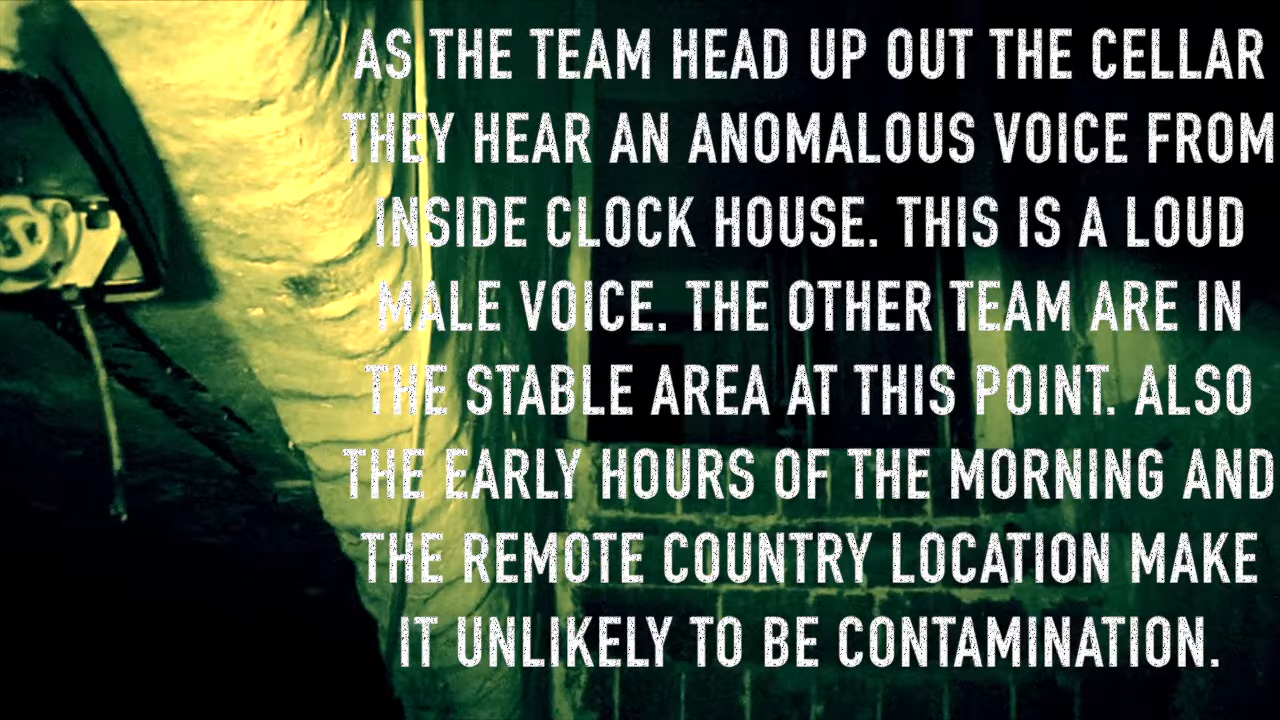 AS THE TEAM HEAD UP OUT THE CELLAR
THEY HEAR AN ANOMALOUS VOICE FROM
INSIDE CLOCK HOUSE. THIS IS A LOUD
MALE VOICE. THE OTHER TEAM ARE IN
THE STABLE AREA AT THIS POINT. ALSO
THE EARLY HOURS OF THE MORNING AND
THE REMOTE COUNTRY LOCATION MAKE
IT UNLIKELY TO BE CONTAMINATION.